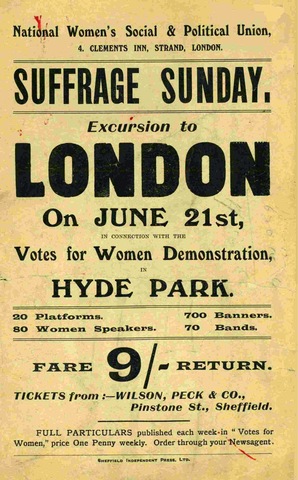 National Women's Social & Political Union,
4, CLEMENTS INN, STRAND, LONDON.
SUFFRAGE SUNDAY.
Excursion to
LONDON
On JUNE 21st,
IN CONNECTION WITH THE
Votes for Women Demonstration,
IN
HYDE PARK.
20 Platforms. 700 Banners.
80 Women Speakers. 70 Bands.
FARE 9/- RETURN.
TICKETS from:—WILSON, PECK & CO.,
Pinstone St., Sheffield.
FULL PARTICULARS published each week in "Votes for
Women," price One Penny weekly. Order through your Newsagent.
SHEFFIELD INDEPENDENT PRESS, LTD.